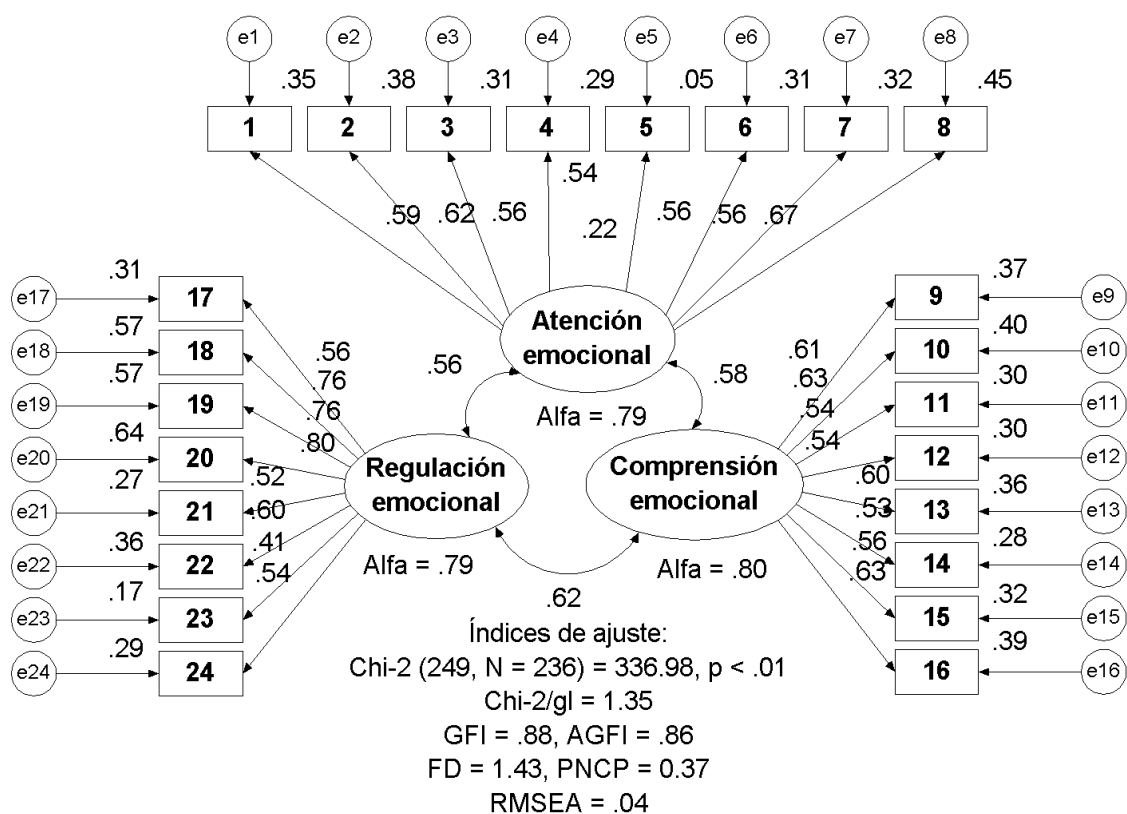 e1 e2 e3 e4 e5 e6 e7 e8
.35 .38 .31 .29 .05 .31 .32 .45
1 2 3 4 5 6 7 8
.54
.59 .62 .56 .22 .56 .56 .67
e17 .31 17
e18 .57 18
e19 .57 19
e20 .64 20
e21 .27 21
e22 .36 22
e23 .17 23
e24 .29 24
.56
.76
.76
.80
.52
.60
.41
.54
Atención
emocional
Alfa = .79
.56
.58
Regulación
emocional
Alfa = .79
Comprensión
emocional
Alfa = .80
.62
.61
.63
.54
.54
.60
.53
.56
.63
9 .37 e9
10 .40 e10
11 .30 e11
12 .30 e12
13 .36 e13
14 .28 e14
15 .32 e15
16 .39 e16
Índices de ajuste:
Chi-2 (249, N = 236) = 336.98, p < .01
Chi-2/gl = 1.35
GFI = .88, AGFI = .86
FD = 1.43, PNCP = 0.37
RMSEA = .04